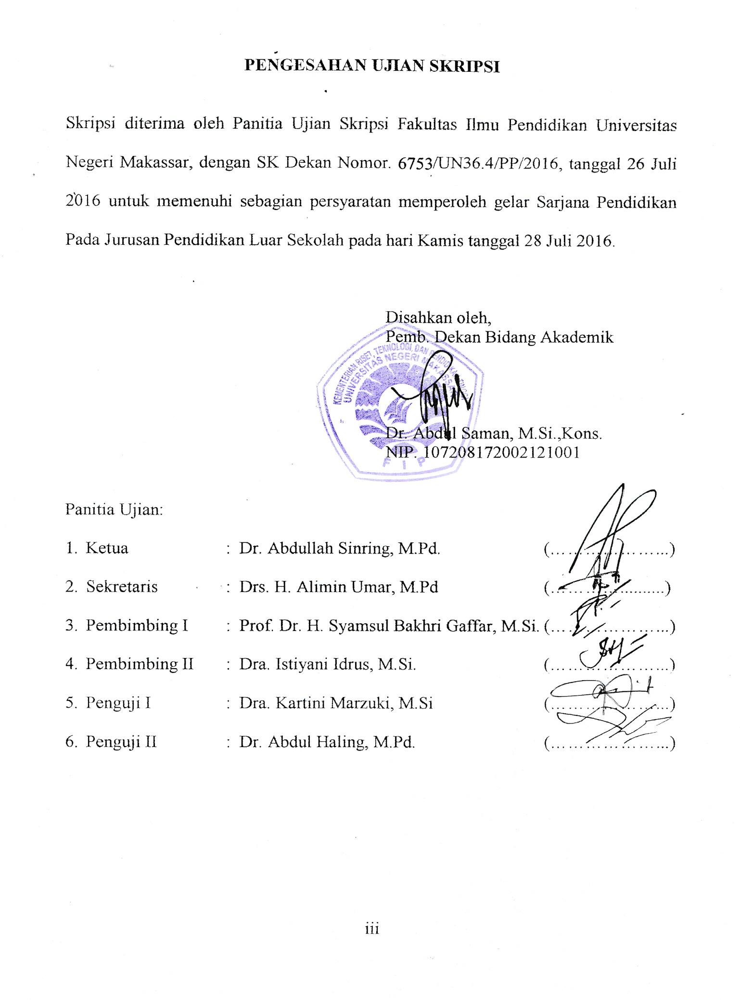 PENGESAHAN UJIAN SKRIPSI
Skripsi diterima oleh Panitia Ujian Skripsi Fakultas Ilmu Pendidikan Universitas
Negeri Makassar, dengan SK Dekan Nomor. 6753/UN36.4/PP/2016, tanggal 26 Juli
2016 untuk memenuhi sebagian persyaratan memperoleh gelar Sarjana Pendidikan
Pada Jurusan Pendidikan Luar Sekolah pada hari Kamis tanggal 28 Juli 2016.
Disahkan oleh,
Pemb. Dekan Bidang Akademik
KEMENTERIAN RISET, TEKNOLOGI, DAN PENDIDIKAN TINGGI
UNIVERSITAS NEGERI MAKASSAR
Dr. Abdul Saman, M.Si.,Kons.
NIP. 107208172002121001
F I P
Panitia Ujian:
1. Ketua : Dr. Abdullah Sinring, M.Pd. (........................)
2. Sekretaris : Drs. H. Alimin Umar, M.Pd (........................)
3. Pembimbing I : Prof. Dr. H. Syamsul Bakhri Gaffar, M.Si. (........................)
4. Pembimbing II : Dra. Istiyani Idrus, M.Si. (........................)
5. Penguji I : Dra. Kartini Marzuki, M.Si (........................)
6. Penguji II : Dr. Abdul Haling, M.Pd. (........................)
iii